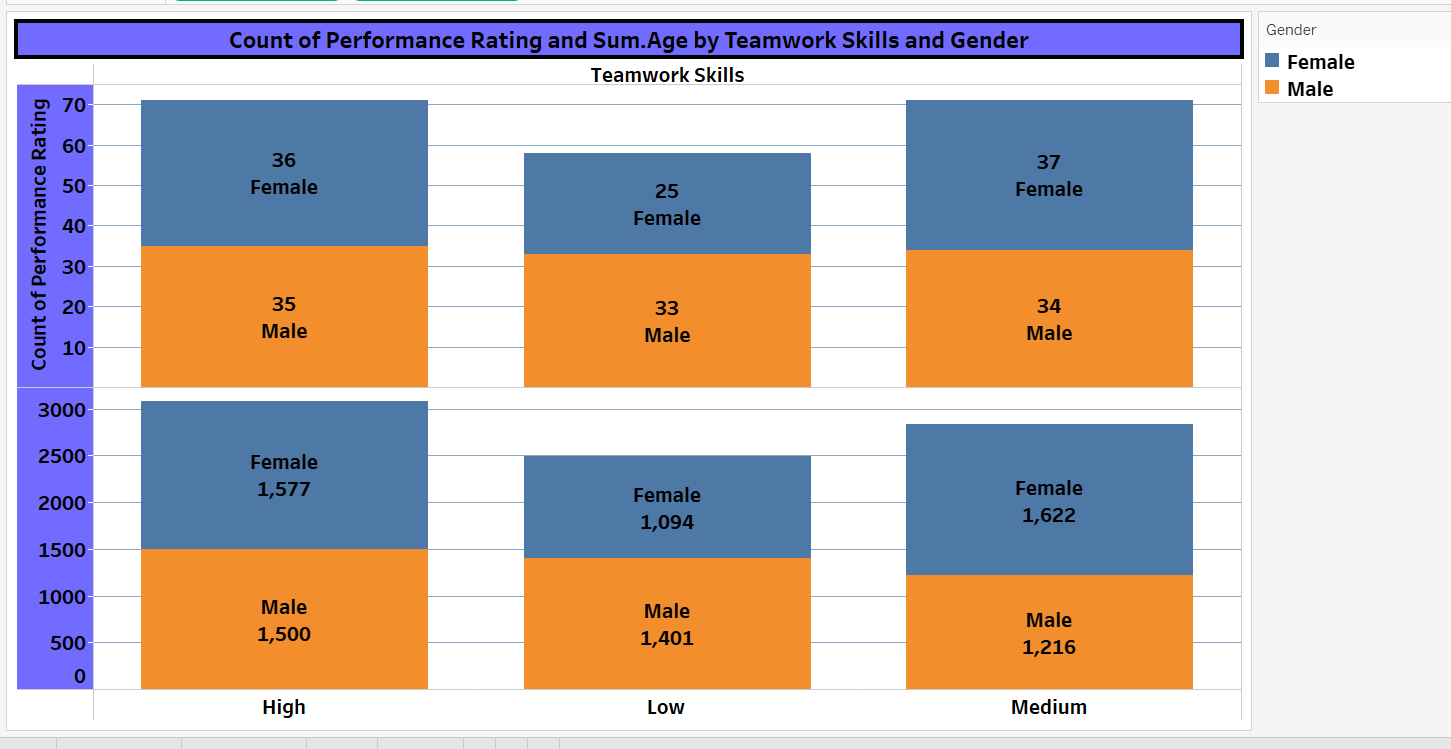 Count of Performance Rating and Sum.Age by Teamwork Skills and Gender
Gender
Female
Male
Teamwork Skills
Count of Performance Rating
70
60
50
40
30
20
10
36
Female
35
Male
25
Female
33
Male
37
Female
34
Male
3000
2500
2000
1500
1000
500
0
Female
1,577
Male
1,500
Female
1,094
Male
1,401
Female
1,622
Male
1,216
High
Low
Medium